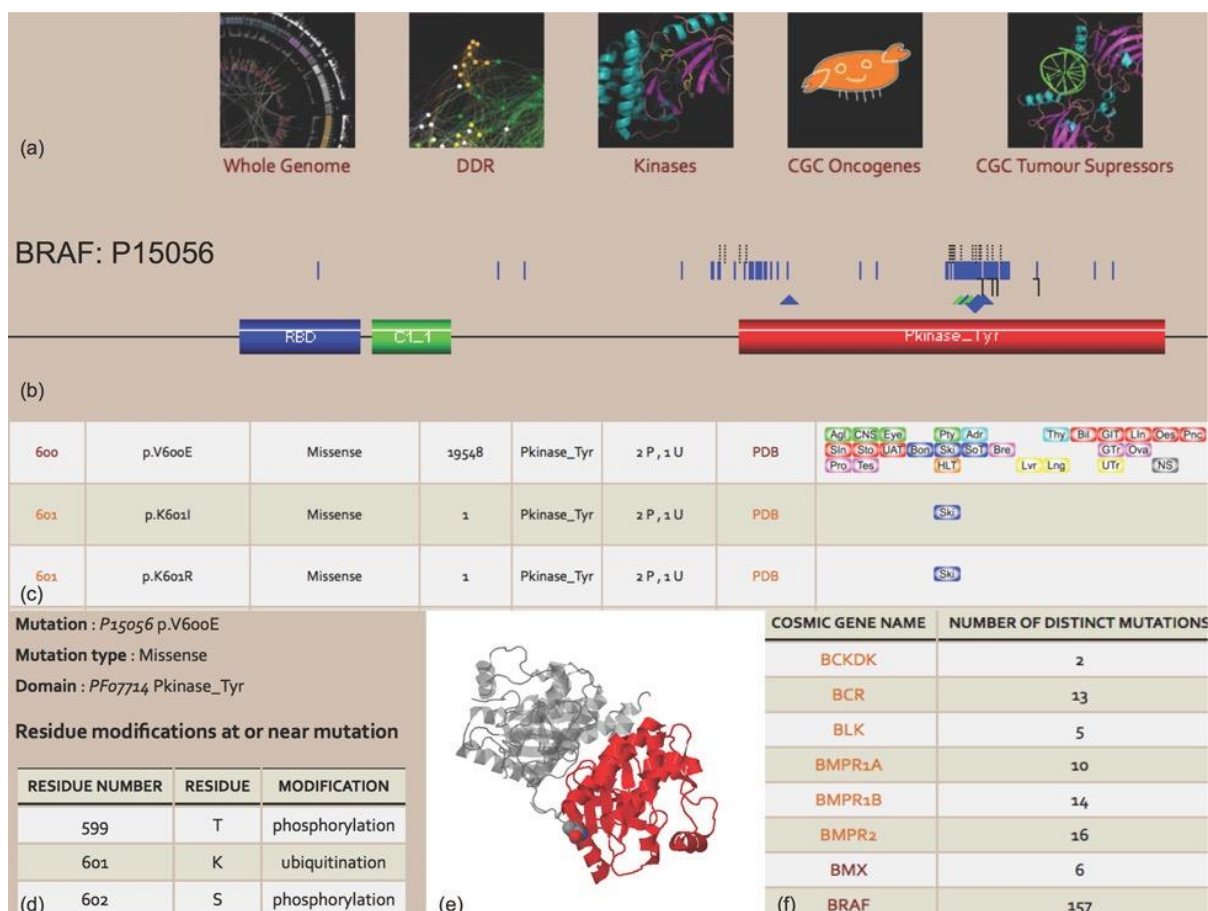 (a)
Whole Genome DDR Kinases CGC Oncogenes CGC Tumour Supressors
BRAF: P15056
RBD C1_1 Pkinase_Tyr
(b)
600 p.V600E Missense 19548 Pkinase_Tyr 2 P, 1 U PDB
Agl CNS Eye Pty Adr Thy Bil GIT LIn Oes Pnc
SIn Sto UAT Bon Ski SoT Bre GTr Ova
Pro Tes HLT Lvr Lng UTr NS
601 p.K601I Missense 1 Pkinase_Tyr 2 P, 1 U PDB Ski
601 p.K601R Missense 1 Pkinase_Tyr 2 P, 1 U PDB Ski
(c)
Mutation : P15056 p.V600E
Mutation type : Missense
Domain : PF07714 Pkinase_Tyr
Residue modifications at or near mutation
RESIDUE NUMBER RESIDUE MODIFICATION
599 T phosphorylation
601 K ubiquitination
602 S phosphorylation
(d)
(e)
COSMIC GENE NAME NUMBER OF DISTINCT MUTATIONS
BCKDK 2
BCR 13
BLK 5
BMPR1A 10
BMPR1B 14
BMPR2 16
BMX 6
BRAF 157
(f)